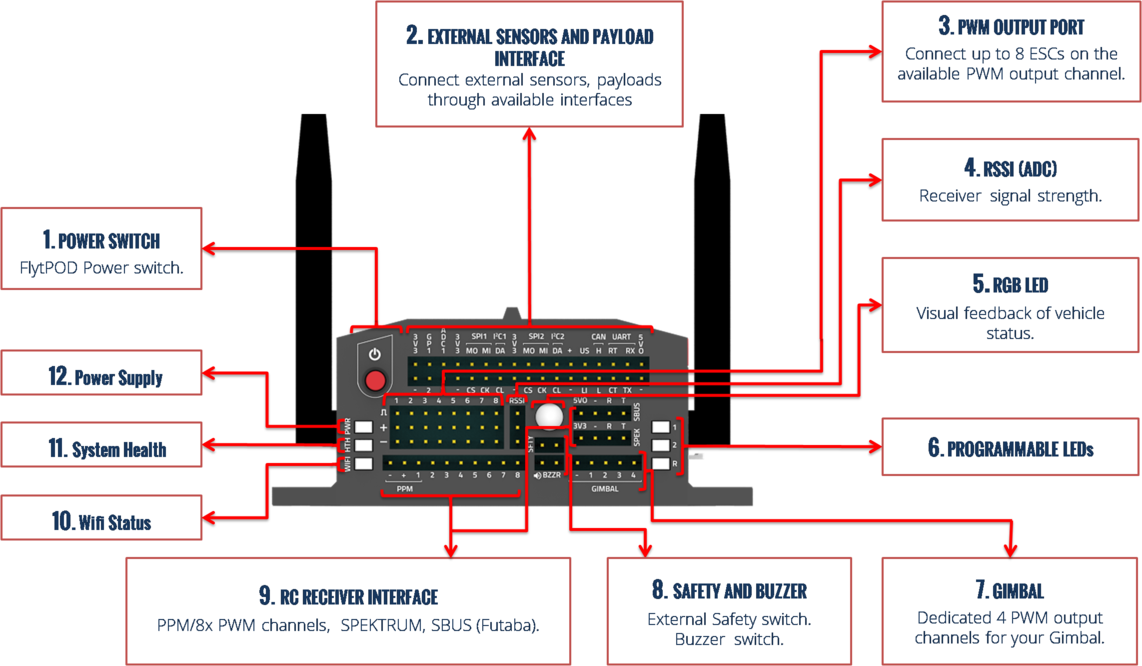 2. EXTERNAL SENSORS AND PAYLOAD
INTERFACE
Connect external sensors, payloads
through available interfaces
3. PWM OUTPUT PORT
Connect up to 8 ESCs on the
available PWM output channel.
4. RSSI (ADC)
Receiver signal strength.
1. POWER SWITCH
FlytPOD Power switch.
5. RGB LED
Visual feedback of vehicle
status.
12. Power Supply
11. System Health
10. Wifi Status
6. PROGRAMMABLE LEDs
3V3 GP1 ADC1 3V3 SPI1 I²C1 3V3 SPI2 I²C2 CAN UART 5V0
MO MI DA MO MI DA + US H RT RX
- 2 - CS CK CL - CS CK CL - LI L CT TX -
1 2 3 4 5 6 7 8 RSSI
5V0 - R T SBUS
+
−
3V3 - R T SPEK
PWR
HTH
WIFI
SFTY
BZZR
1
2
R
- + 1 2 3 4 5 6 7 8
PPM
- 1 2 3 4
GIMBAL
9. RC RECEIVER INTERFACE
PPM/8x PWM channels, SPEKTRUM, SBUS (Futaba).
8. SAFETY AND BUZZER
External Safety switch.
Buzzer switch.
7. GIMBAL
Dedicated 4 PWM output
channels for your Gimbal.